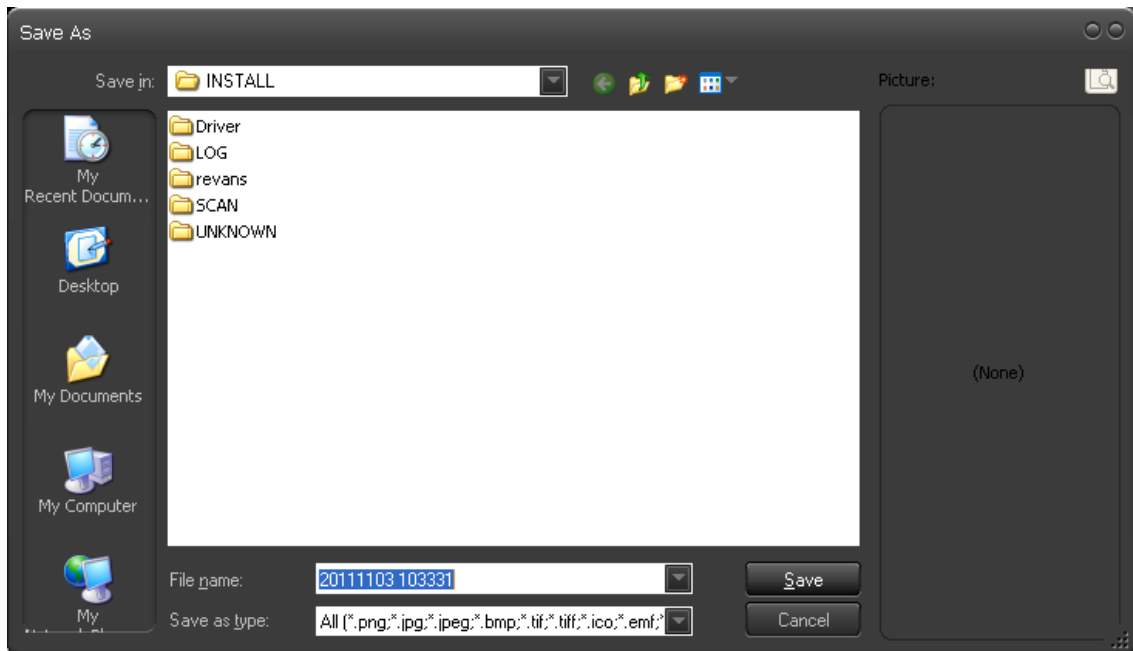 Save As
Save in:
INSTALL
Picture:
My
Recent Docum...
Desktop
My Documents
My Computer
My
Driver
LOG
revans
SCAN
UNKNOWN
(None)
File name:
20111103 103331
Save
Save as type:
All (*.png;*.jpg;*.jpeg;*.bmp;*.tif;*.tiff;*.ico;*.emf;*
Cancel